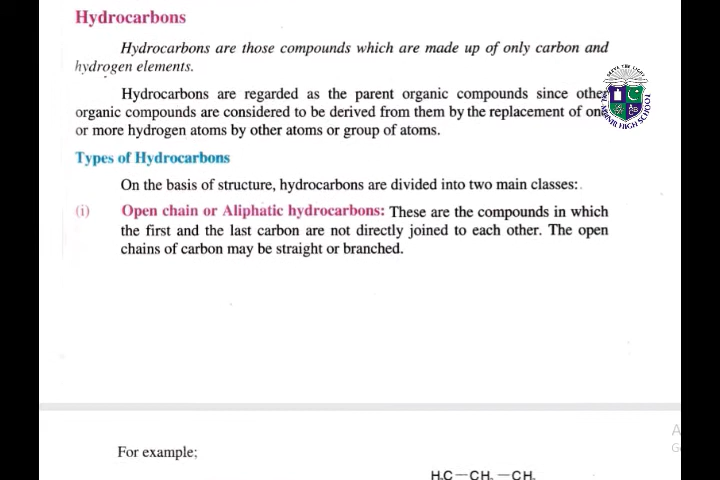 Hydrocarbons
Hydrocarbons are those compounds which are made up of only carbon and
hydrogen elements.
Hydrocarbons are regarded as the parent organic compounds since other
organic compounds are considered to be derived from them by the replacement of one
or more hydrogen atoms by other atoms or group of atoms.
Types of Hydrocarbons
On the basis of structure, hydrocarbons are divided into two main classes:
(i) Open chain or Aliphatic hydrocarbons: These are the compounds in which
the first and the last carbon are not directly joined to each other. The open
chains of carbon may be straight or branched.
For example;
H₃C—CH₂—CH₂